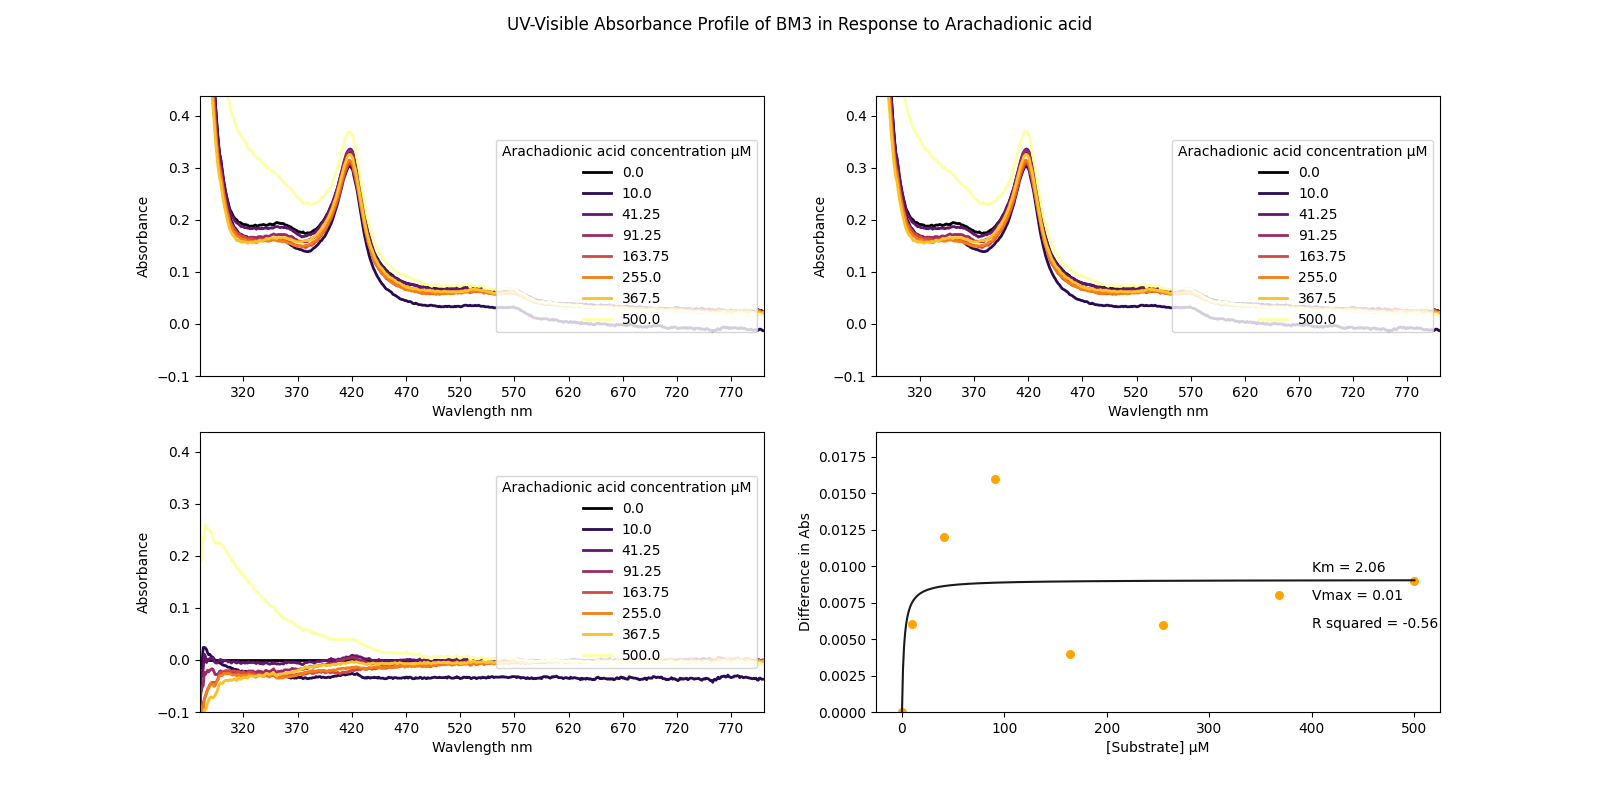 UV-Visible Absorbance Profile of BM3 in Response to Arachadionic acid
0.4
0.3
0.2
0.1
0.0
−0.1
Absorbance
Arachadionic acid concentration μM
0.0
10.0
41.25
91.25
163.75
255.0
367.5
500.0
320 370 420 470 520 570 620 670 720 770
Wavlength nm
0.4
0.3
0.2
0.1
0.0
−0.1
Absorbance
Arachadionic acid concentration μM
0.0
10.0
41.25
91.25
163.75
255.0
367.5
500.0
320 370 420 470 520 570 620 670 720 770
Wavlength nm
0.4
0.3
0.2
0.1
0.0
−0.1
Absorbance
Arachadionic acid concentration μM
0.0
10.0
41.25
91.25
163.75
255.0
367.5
500.0
320 370 420 470 520 570 620 670 720 770
Wavlength nm
0.0175
0.0150
0.0125
0.0100
0.0075
0.0050
0.0025
0.0000
Difference in Abs
Km = 2.06
Vmax = 0.01
R squared = -0.56
0 100 200 300 400 500
[Substrate] μM